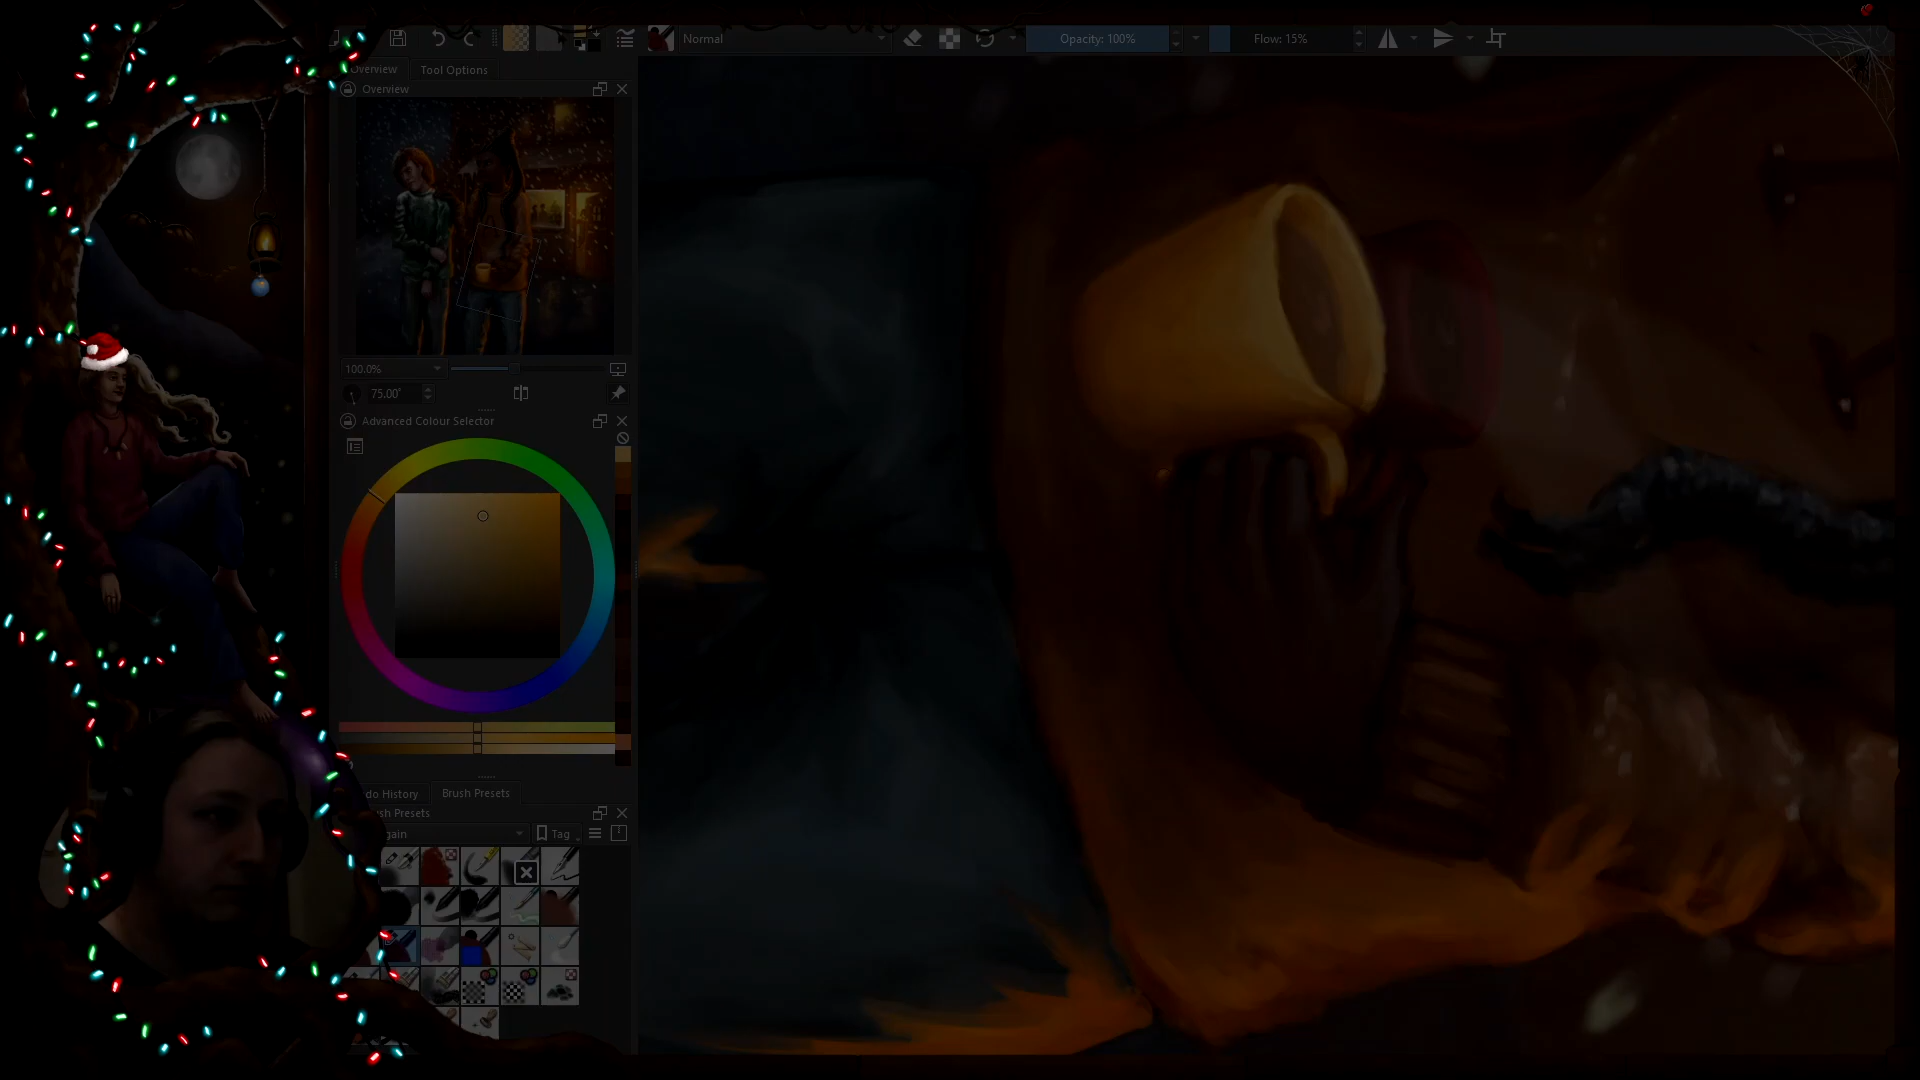 Normal
Opacity: 100%
Flow: 15%
Overview
Tool Options
Overview
100.0%
75.00°
Advanced Colour Selector
do History
Brush Presets
ush Presets
gain
Tag